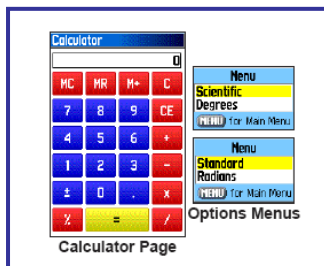 Calculator
0
MC MR M+ C
7 8 9 CE
4 5 6 +
1 2 3 -
± 0 . x
% = /
Calculator Page
Menu
Scientific
Degrees
MENU for Main Menu
Menu
Standard
Radians
MENU for Main Menu
Options Menus